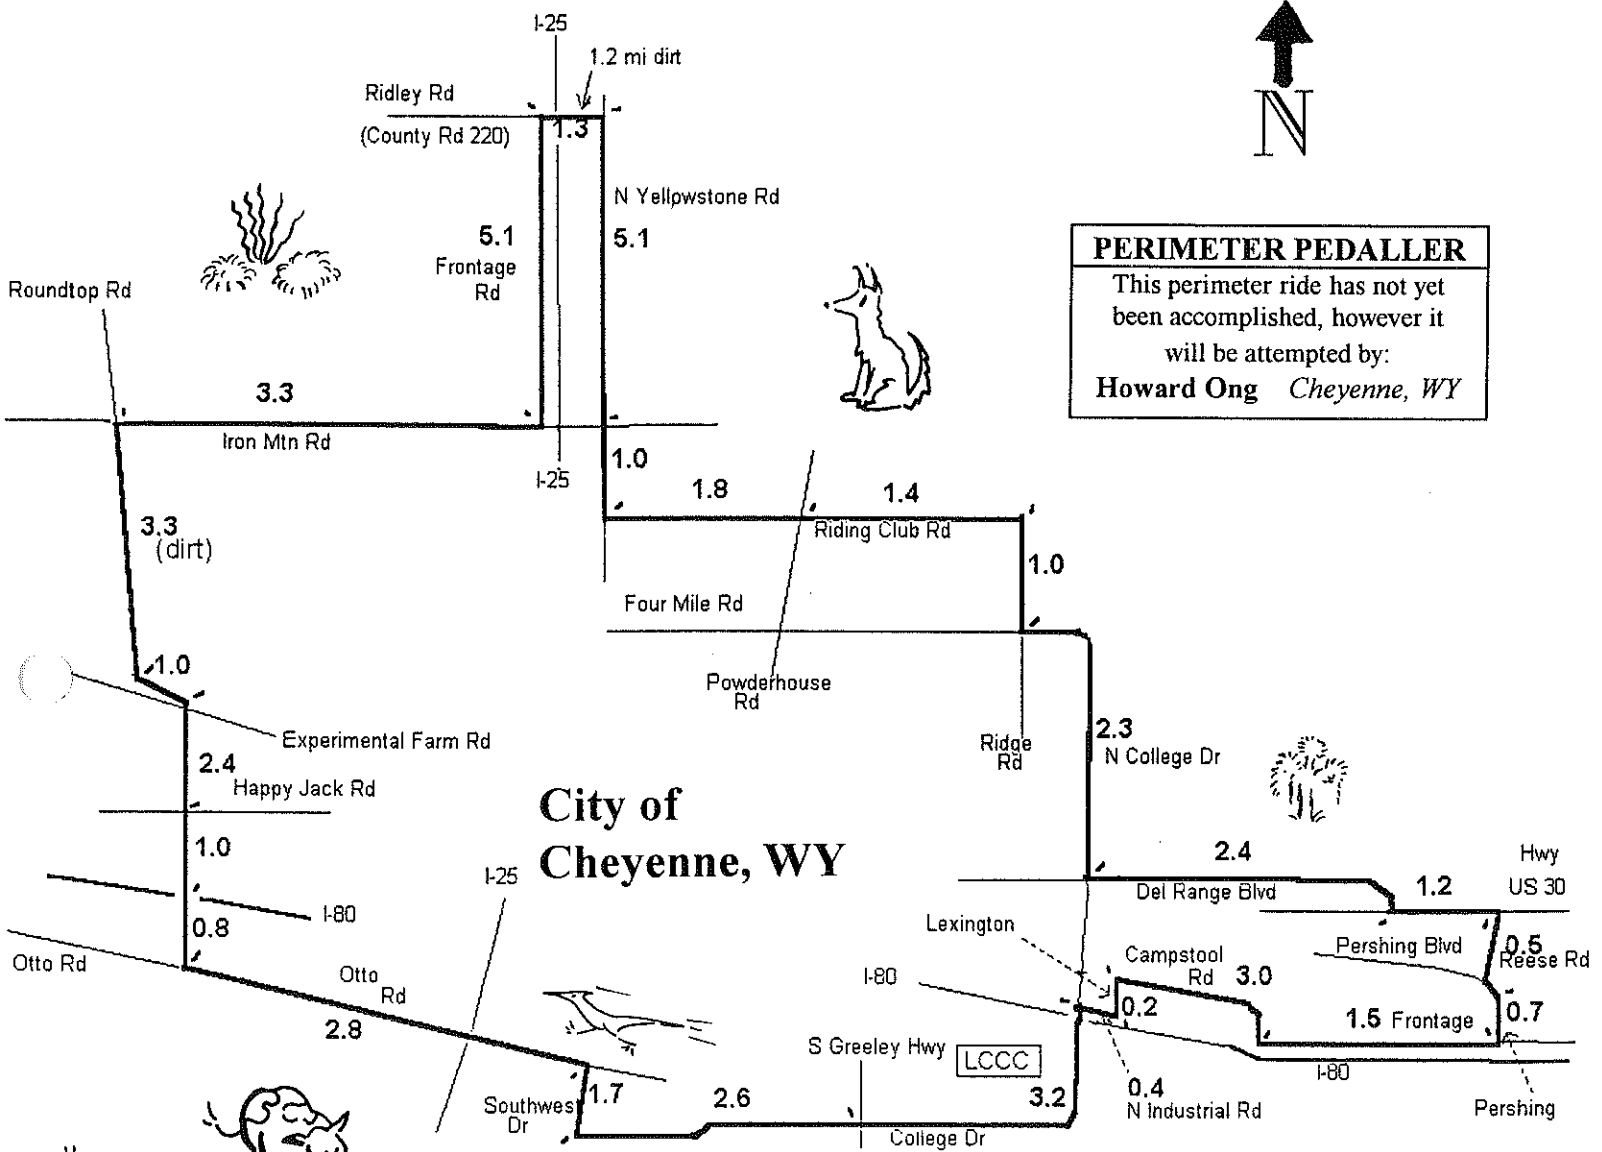 I-25
1.2 mi dirt
N
Ridley Rd
(County Rd 220)
1.3
N Yellowstone Rd
5.1
Frontage
Rd
5.1
PERIMETER PEDALLER
This perimeter ride has not yet
been accomplished, however it
will be attempted by:
Howard Ong Cheyenne, WY
Roundtop Rd
3.3
Iron Mtn Rd
I-25
1.0
1.8
1.4
Riding Club Rd
3.3
(dirt)
1.0
Four Mile Rd
Powderhouse
Rd
1.0
Experimental Farm Rd
Ridge
Rd
2.3
N College Dr
2.4
Happy Jack Rd
City of
Cheyenne, WY
1.0
I-25
I-80
0.8
Otto Rd
Otto
Rd
2.8
2.4
Del Range Blvd
1.2
Hwy
US 30
Lexington
Pershing Blvd
0.5
Reese Rd
Campstool
Rd
3.0
I-80
0.2
1.5 Frontage
0.7
S Greeley Hwy
LCCC
I-80
Southwes
Dr
1.7
2.6
3.2
0.4
N Industrial Rd
Pershing
College Dr